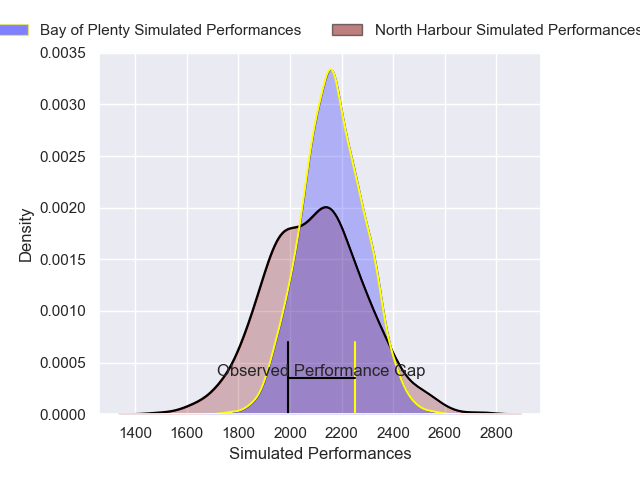 Bay of Plenty Simulated Performances
North Harbour Simulated Performances
0.0035
0.0030
0.0025
0.0020
0.0015
0.0010
0.0005
0.0000
Density
Observed Performance Gap
1400 1600 1800 2000 2200 2400 2600 2800
Simulated Performances